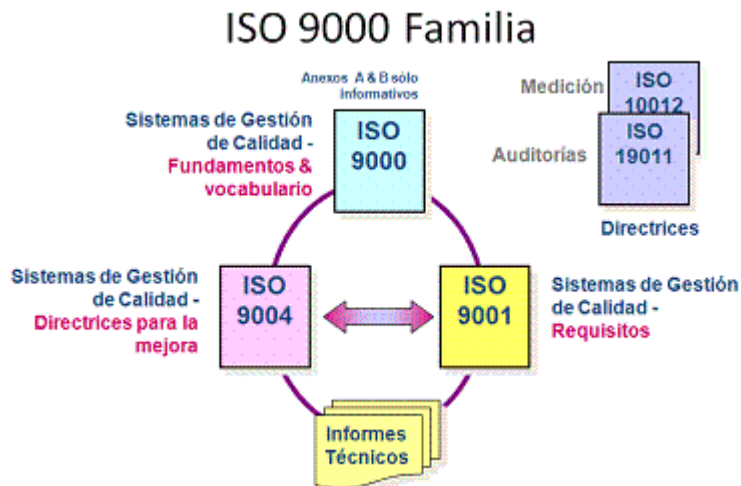 ISO 9000 Familia
Anexos A & B sólo
informativos
Sistemas de Gestión
de Calidad -
Fundamentos &
vocabulario
ISO
9000
Medición
ISO
10012
Auditorías
ISO
19011
Directrices
Sistemas de Gestión
de Calidad -
Directrices para la
mejora
ISO
9004
ISO
9001
Sistemas de Gestión
de Calidad -
Requisitos
Informes
Técnicos